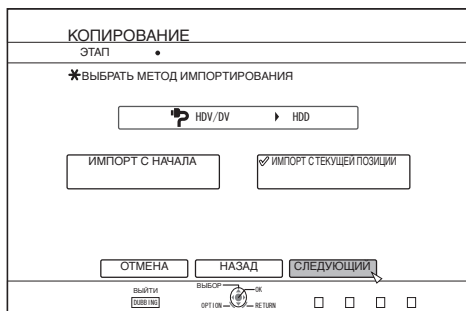 КОПИРОВАНИЕ
ЭТАП
ВЫБРАТЬ МЕТОД ИМПОРТИРОВАНИЯ
HDV/DV HDD
ИМПОРТ С НАЧАЛА ИМПОРТ С ТЕКУЩЕЙ ПОЗИЦИИ
ОТМЕНА НАЗАД СЛЕДУЮЩИЙ
ВЫЙТИ ВЫБОР OK
DUBBING OPTION RETURN